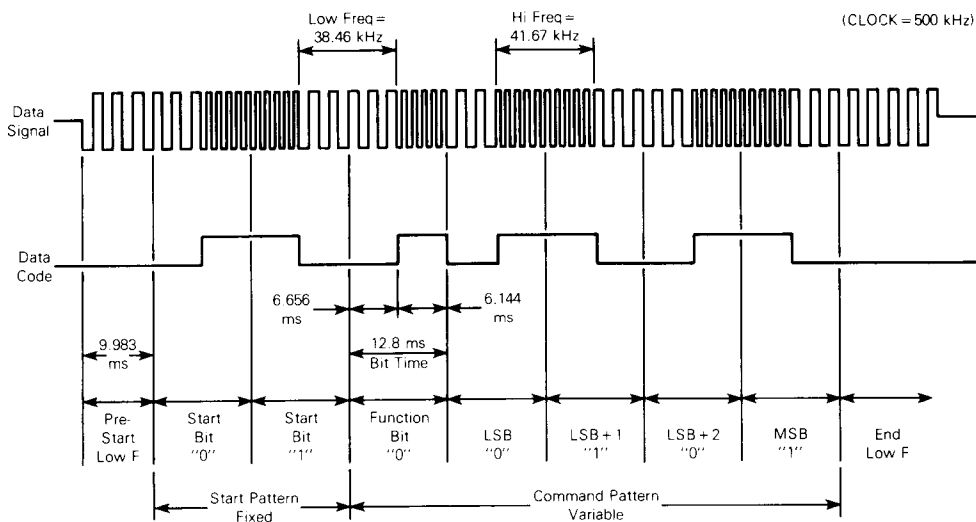 Low Freq =
38.46 kHz
Hi Freq =
41.67 kHz
(CLOCK = 500 kHz)
Data
Signal
Data
Code
6.656
ms
6.144
ms
9.983
ms
12.8 ms
Bit Time
Pre-
Start
Low F
Start
Bit
"0"
Start
Bit
"1"
Function
Bit
"0"
LSB
"0"
LSB + 1
"1"
LSB + 2
"0"
MSB
"1"
End
Low F
Start Pattern
Fixed
Command Pattern
Variable